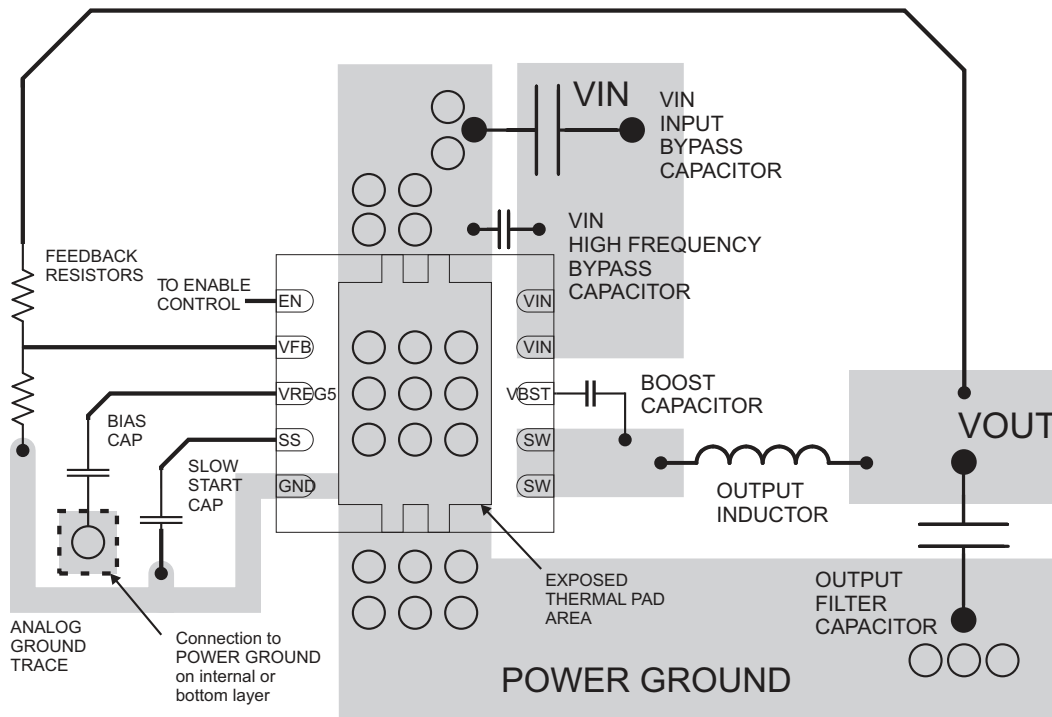 VIN
VIN
INPUT
BYPASS
CAPACITOR
VIN
HIGH FREQUENCY
BYPASS
CAPACITOR
FEEDBACK
RESISTORS
TO ENABLE
CONTROL
EN
VFB
VREG5
SS
GND
VIN
VIN
VBST
SW
SW
BIAS
CAP
SLOW
START
CAP
BOOST
CAPACITOR
VOUT
OUTPUT
INDUCTOR
EXPOSED
THERMAL PAD
AREA
OUTPUT
FILTER
CAPACITOR
ANALOG
GROUND
TRACE
Connection to
POWER GROUND
on internal or
bottom layer
POWER GROUND